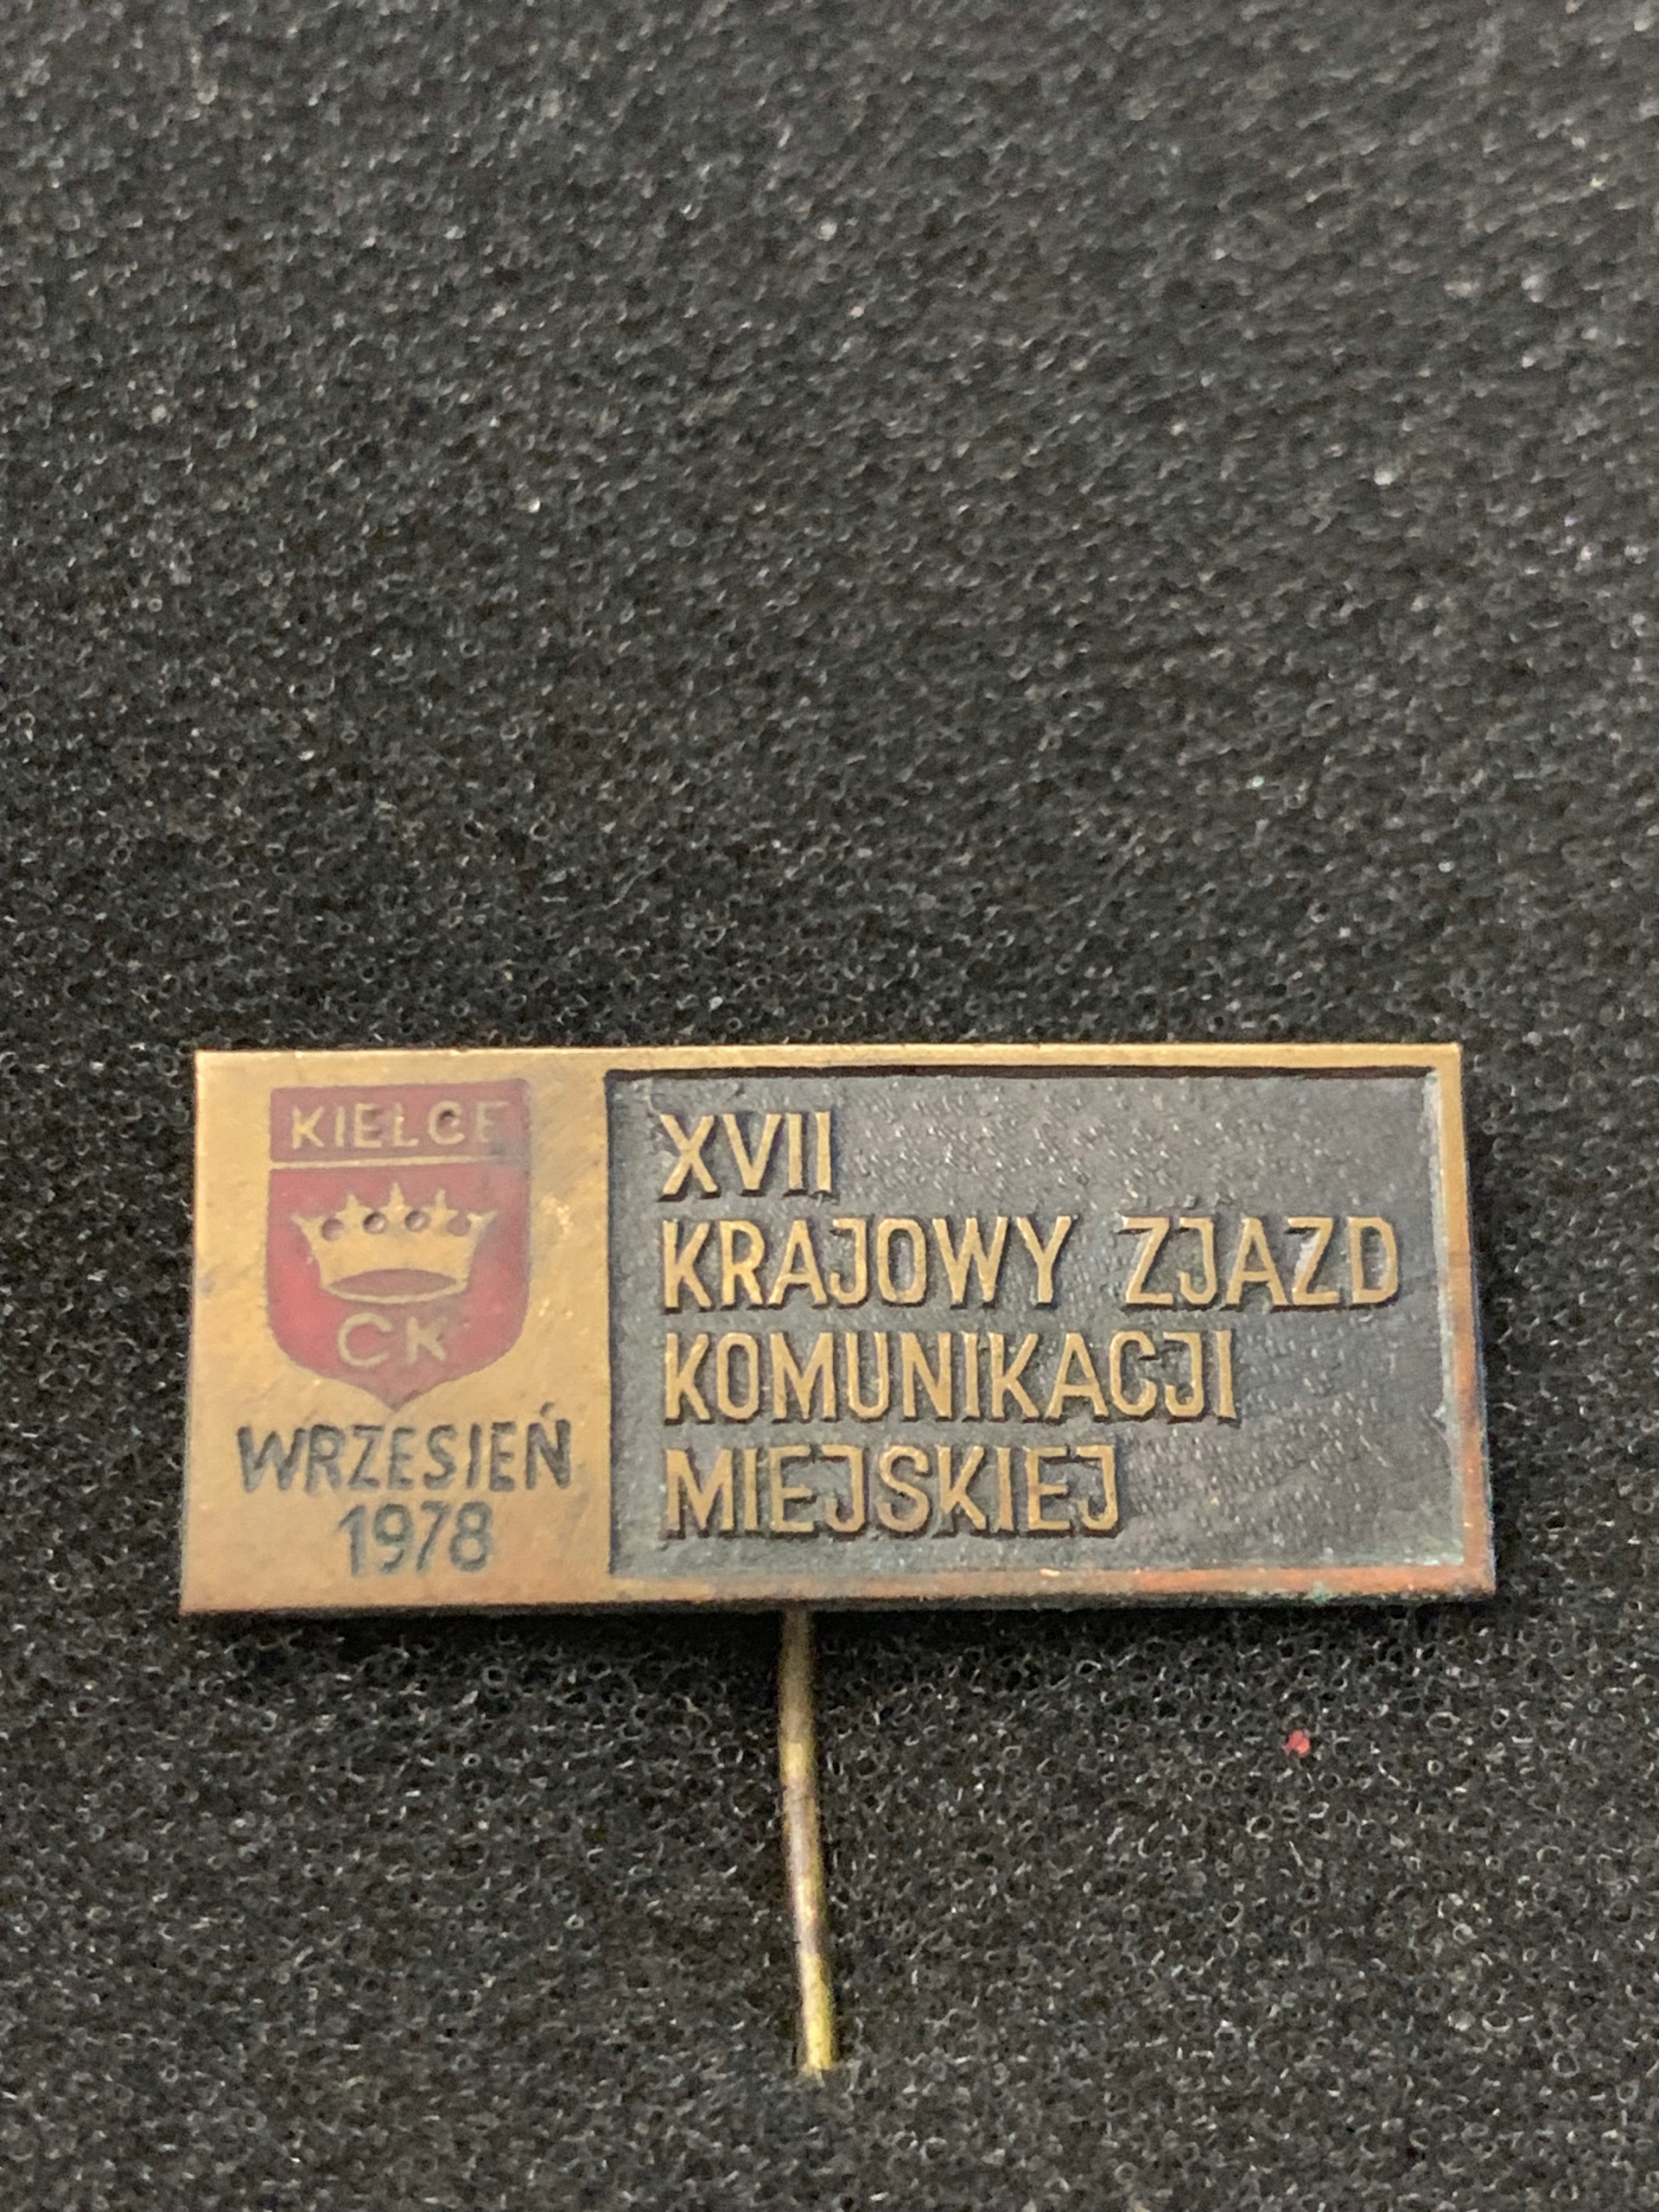 KIELCE
CK
WRZESIEŃ
1978
XVII
KRAJOWY ZJAZD
KOMUNIKACJI
MIEJSKIEJ